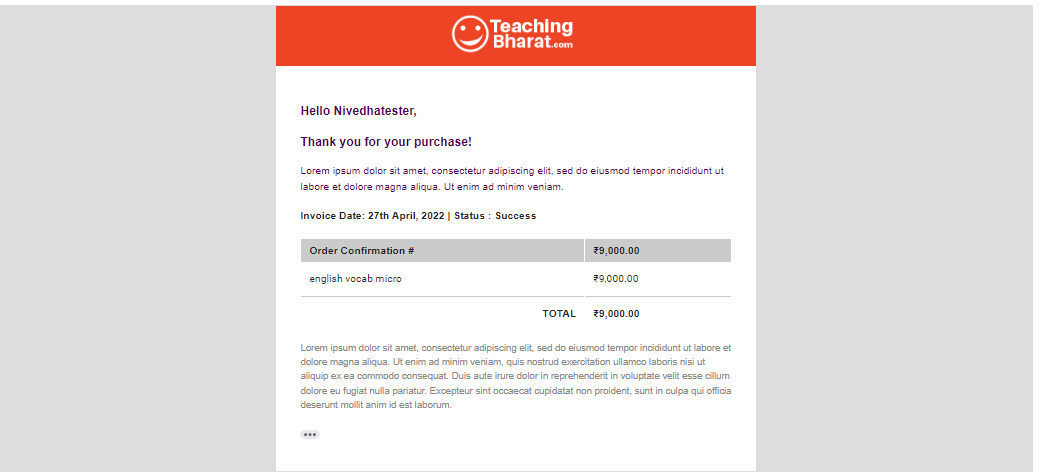 Teaching
Bharat.com
Hello Nivedhatester,
Thank you for your purchase!
Lorem ipsum dolor sit amet, consectetur adipiscing elit, sed do eiusmod tempor incididunt ut
labore et dolore magna aliqua. Ut enim ad minim veniam.
Invoice Date: 27th April, 2022 | Status : Success
Order Confirmation # ₹9,000.00
english vocab micro ₹9,000.00
TOTAL ₹9,000.00
Lorem ipsum dolor sit amet, consectetur adipiscing elit, sed do eiusmod tempor incididunt ut labore et
dolore magna aliqua. Ut enim ad minim veniam, quis nostrud exercitation ullamco laboris nisi ut
aliquip ex ea commodo consequat. Duis aute irure dolor in reprehenderit in voluptate velit esse cillum
dolore eu fugiat nulla pariatur. Excepteur sint occaecat cupidatat non proident, sunt in culpa qui officia
deserunt mollit anim id est laborum.